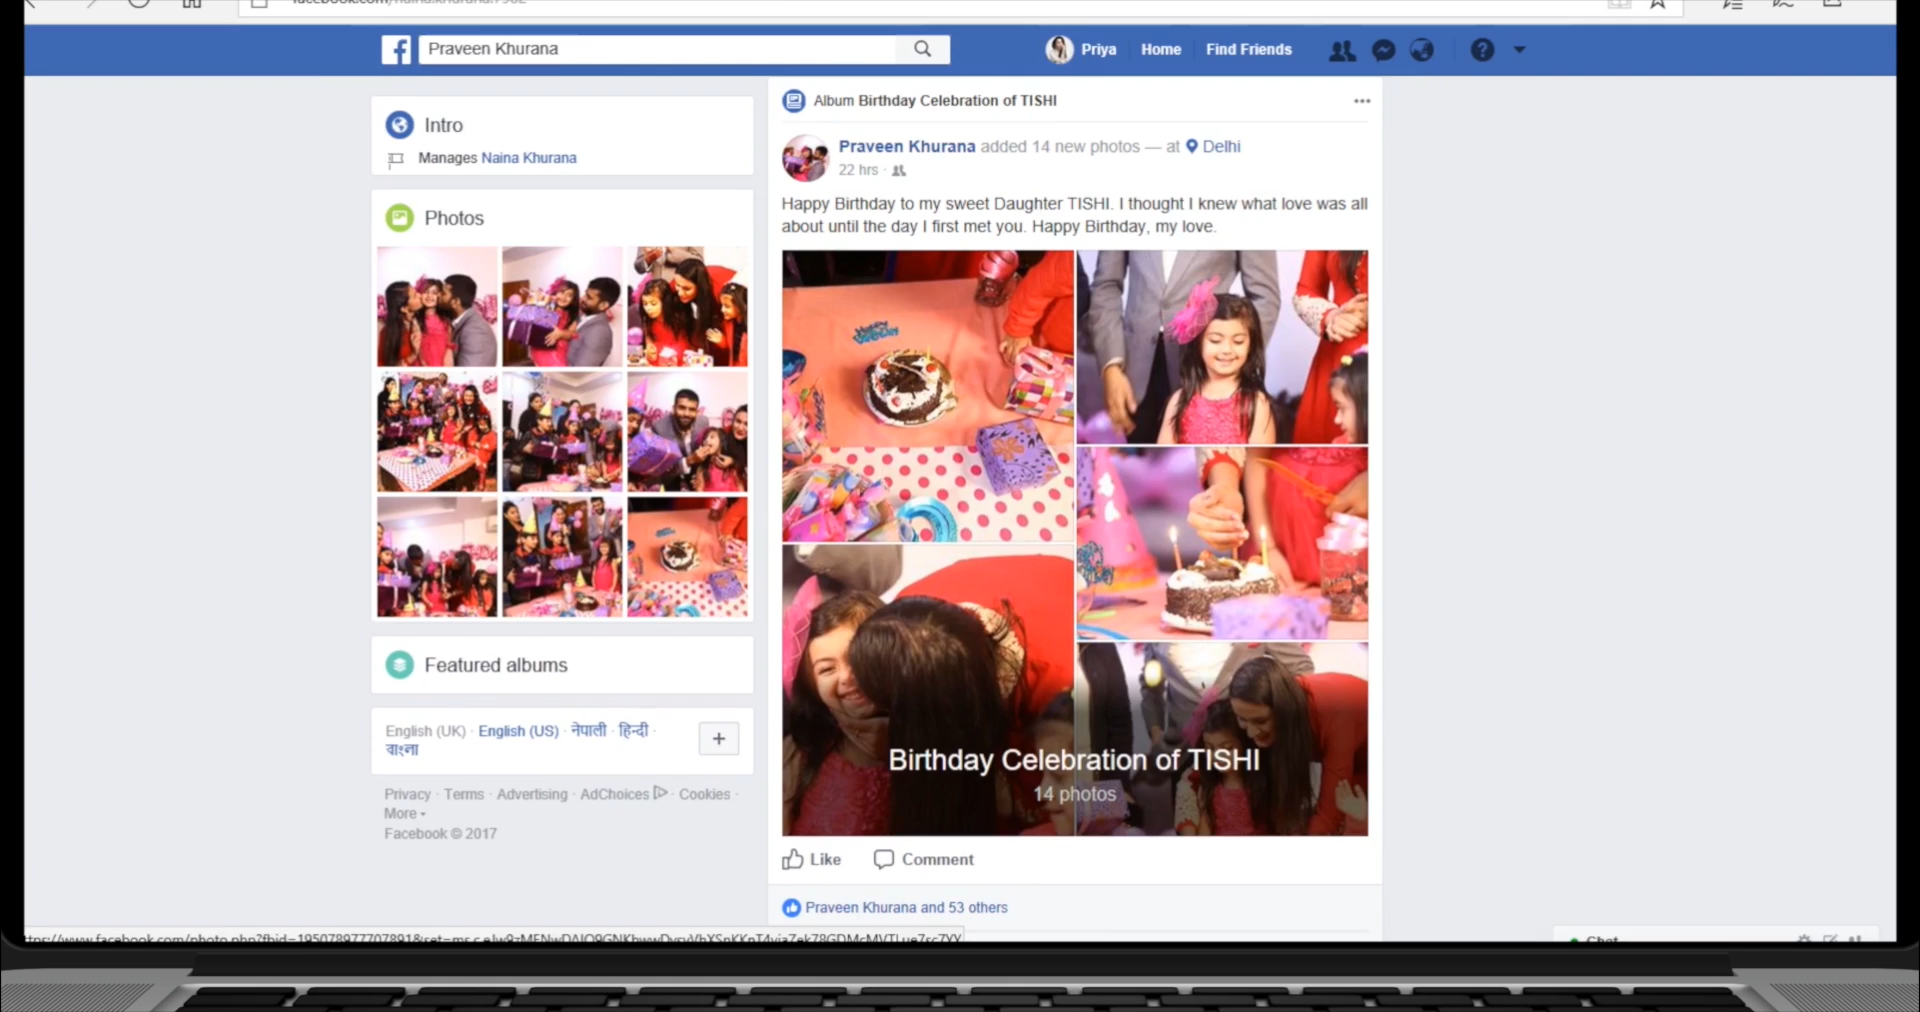 Praveen Khurana
Priya
Home
Find Friends
Intro
Manages Naina Khurana
Photos
Featured albums
English (UK) · English (US) · नेपाली · हिन्दी ·
বাংলা
+
Privacy · Terms · Advertising · AdChoices · Cookies ·
More
Facebook © 2017
Album Birthday Celebration of TISHI
Praveen Khurana added 14 new photos — at Delhi
22 hrs ·
Happy Birthday to my sweet Daughter TISHI. I thought I knew what love was all
about until the day I first met you. Happy Birthday, my love.
Birthday Celebration of TISHI
14 photos
Like
Comment
Praveen Khurana and 53 others
Chat